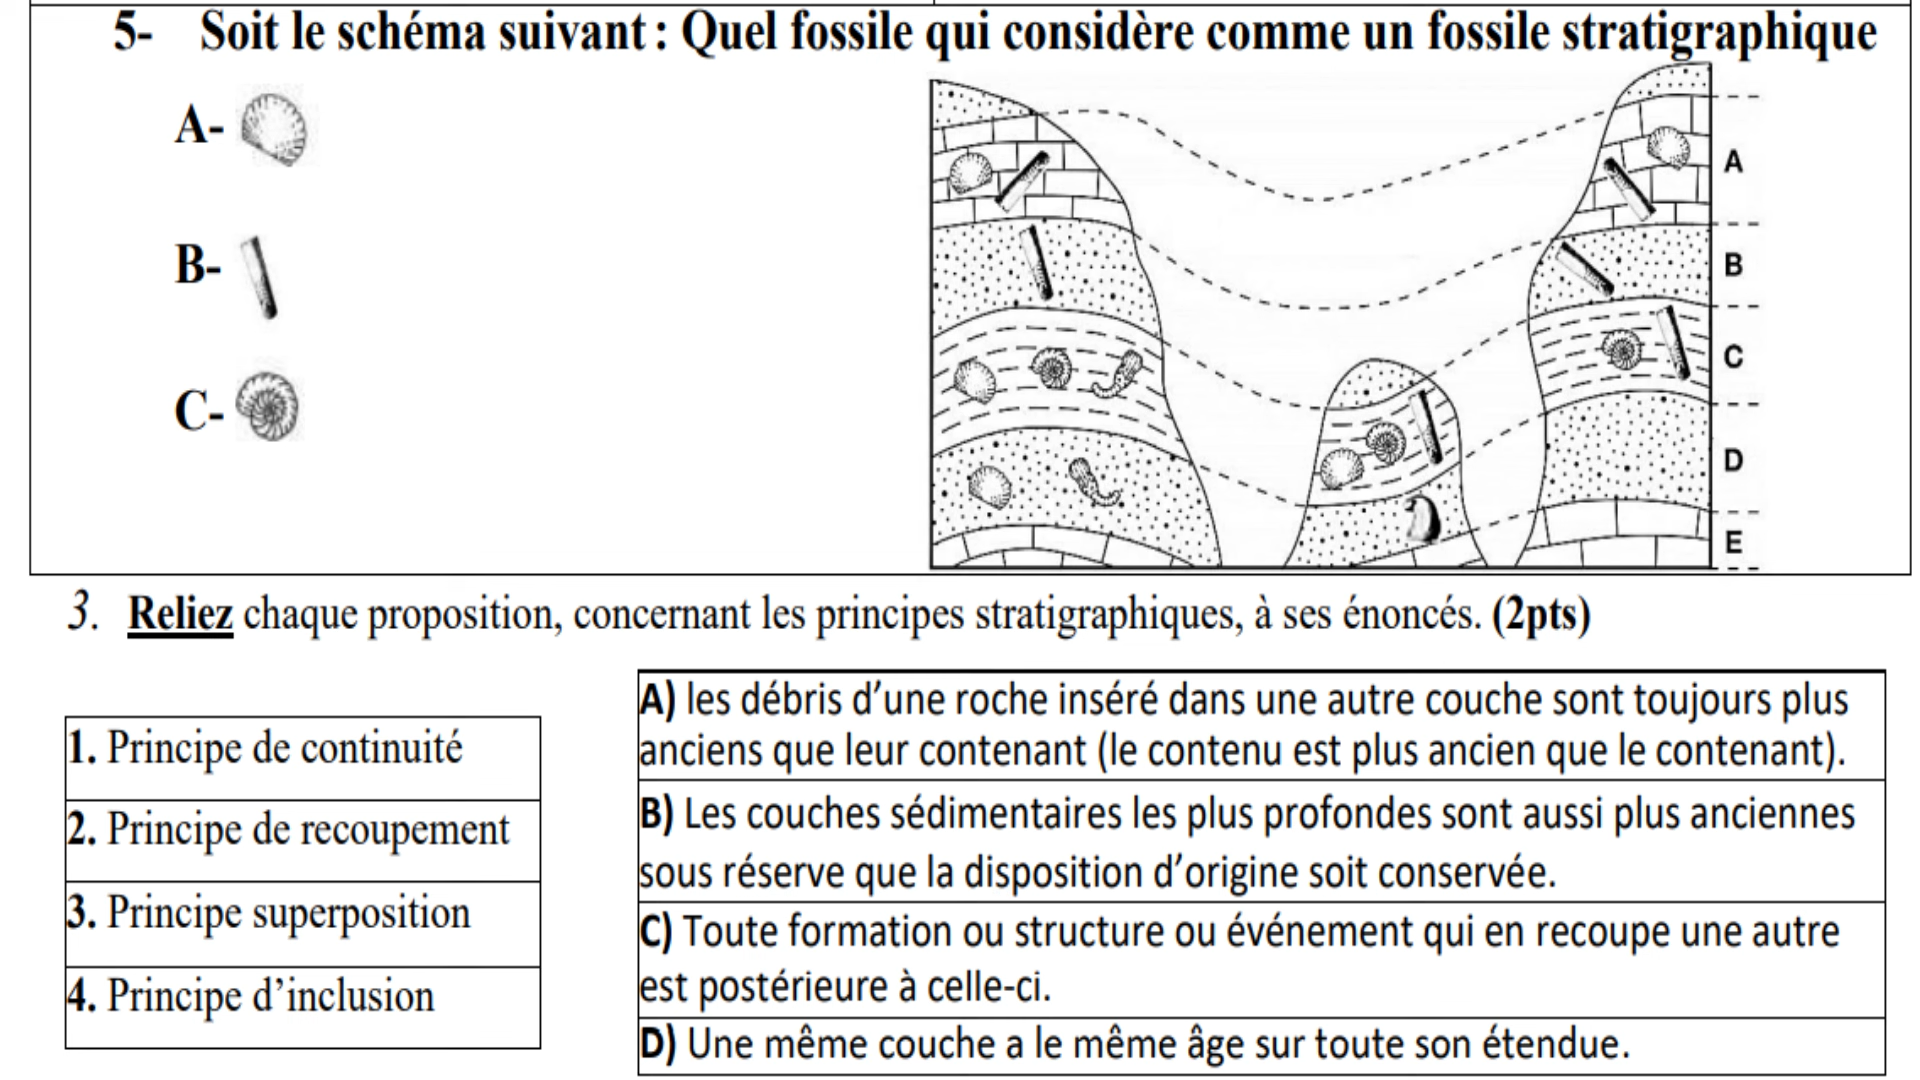 5- Soit le schéma suivant : Quel fossile qui considère comme un fossile stratigraphique
A-
B-
C-
A
B
C
D
E
3. Reliez chaque proposition, concernant les principes stratigraphiques, à ses énoncés. (2pts)
1. Principe de continuité
2. Principe de recoupement
3. Principe superposition
4. Principe d’inclusion
A) les débris d’une roche inséré dans une autre couche sont toujours plus
anciens que leur contenant (le contenu est plus ancien que le contenant).
B) Les couches sédimentaires les plus profondes sont aussi plus anciennes
sous réserve que la disposition d’origine soit conservée.
C) Toute formation ou structure ou événement qui en recoupe une autre
est postérieure à celle-ci.
D) Une même couche a le même âge sur toute son étendue.